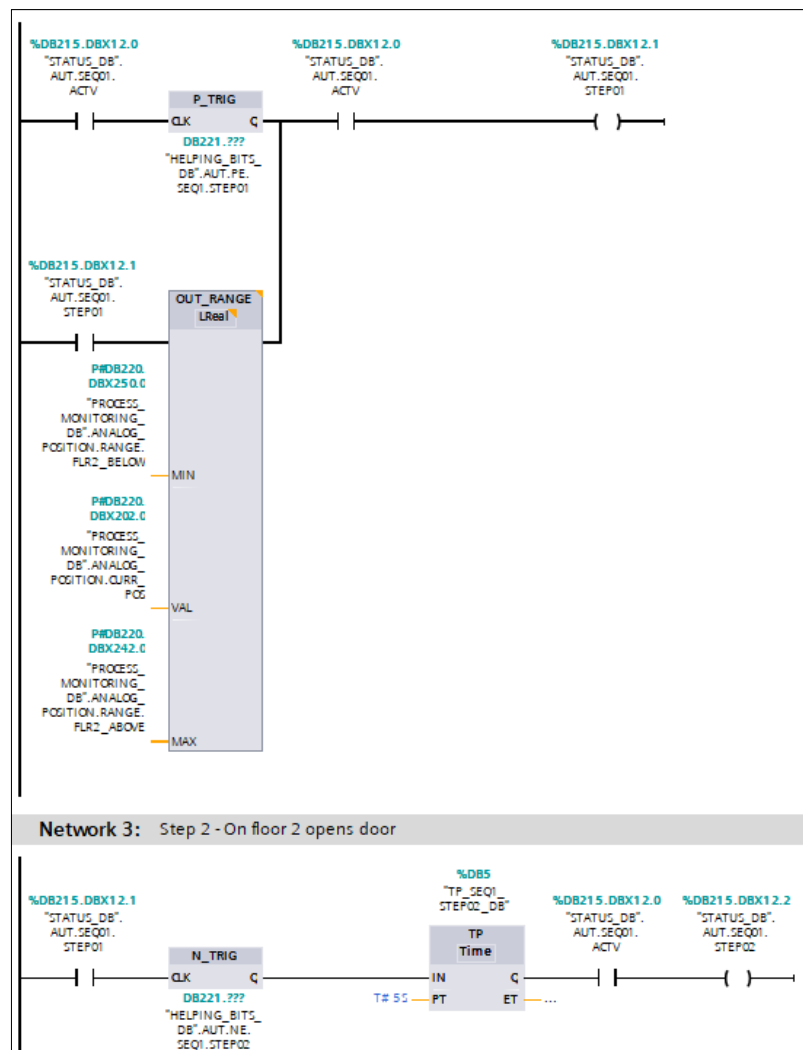 %DB215.DBX12.0
"STATUS_DB".
AUT.SEQ01.
ACTV
P_TRIG
CLK Q
DB221.???
"HELPING_BITS_
DB".AUT.PE.
SEQ1.STEP01
%DB215.DBX12.0
"STATUS_DB".
AUT.SEQ01.
ACTV
%DB215.DBX12.1
"STATUS_DB".
AUT.SEQ01.
STEP01
%DB215.DBX12.1
"STATUS_DB".
AUT.SEQ01.
STEP01
OUT_RANGE
LReal
P#DB220.
DBX250.0
"PROCESS_
MONITORING_
DB".ANALOG_
POSITION.RANGE.
FLR2_BELOW
MIN
P#DB220.
DBX202.0
"PROCESS_
MONITORING_
DB".ANALOG_
POSITION.CURR_
POS
VAL
P#DB220.
DBX242.0
"PROCESS_
MONITORING_
DB".ANALOG_
POSITION.RANGE.
FLR2_ABOVE
MAX
Network 3: Step 2 - On floor 2 opens door
%DB215.DBX12.1
"STATUS_DB".
AUT.SEQ01.
STEP01
N_TRIG
CLK Q
DB221.???
"HELPING_BITS_
DB".AUT.NE.
SEQ1.STEP02
%DB5
"TP_SEQ1_
STEP02_DB"
TP
Time
IN Q
T# 5S PT ET ...
%DB215.DBX12.0
"STATUS_DB".
AUT.SEQ01.
ACTV
%DB215.DBX12.2
"STATUS_DB".
AUT.SEQ01.
STEP02